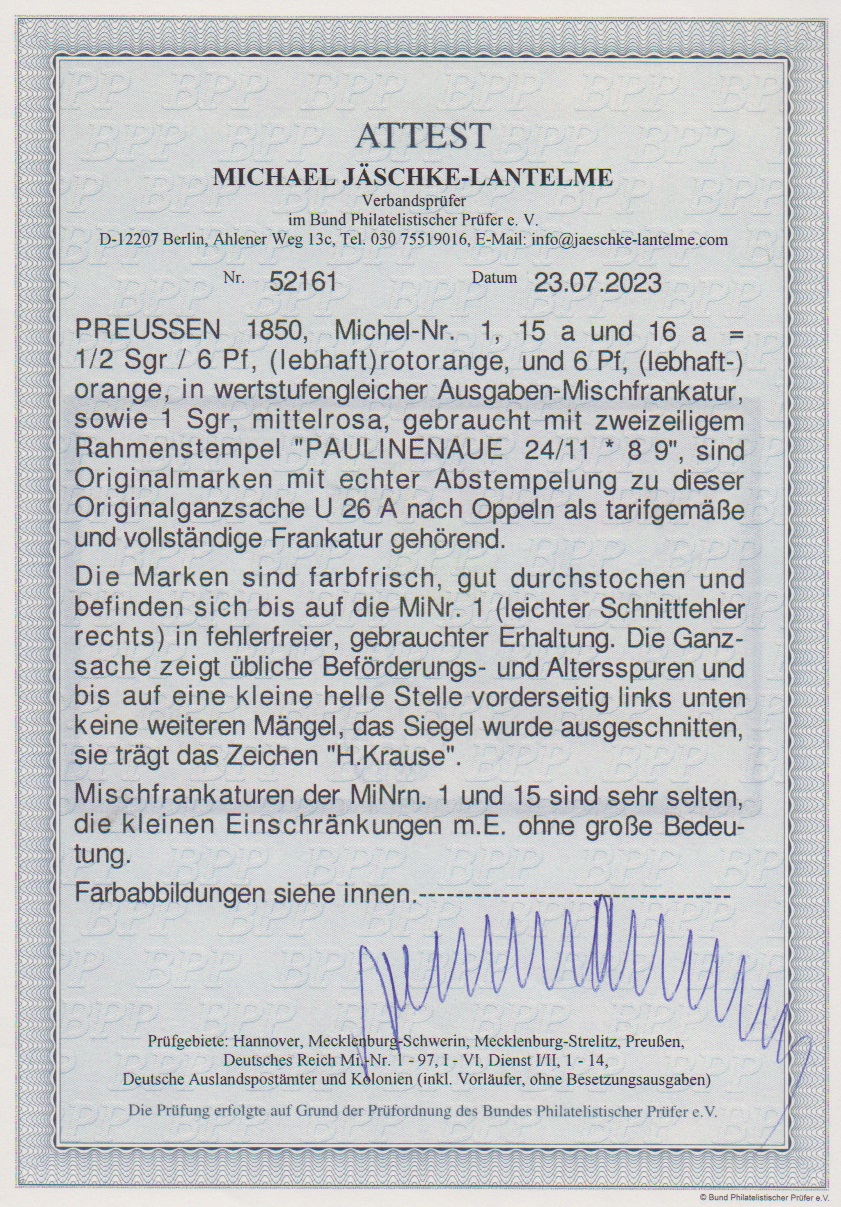 ATTEST
MICHAEL JÄSCHKE-LANTELME
Verbandsprüfer
im Bund Philatelistischer Prüfer e. V.
D-12207 Berlin, Ahlener Weg 13c, Tel. 030 75519016, E-Mail: info@jaeschke-lantelme.com
Nr. 52161 Datum 23.07.2023
PREUSSEN 1850, Michel-Nr. 1, 15 a und 16 a =
1/2 Sgr / 6 Pf, (lebhaft)rotorange, und 6 Pf, (lebhaft-)
orange, in wertstufengleicher Ausgaben-Mischfrankatur,
sowie 1 Sgr, mittelrosa, gebraucht mit zweizeiligem
Rahmenstempel "PAULINENAUE 24/11 * 8 9", sind
Originalmarken mit echter Abstempelung zu dieser
Originalganzsache U 26 A nach Oppeln als tarifgemäße
und vollständige Frankatur gehörend.
Die Marken sind farbfrisch, gut durchstochen und
befinden sich bis auf die MiNr. 1 (leichter Schnittfehler
rechts) in fehlerfreier, gebrauchter Erhaltung. Die Ganz-
sache zeigt übliche Beförderungs- und Altersspuren und
bis auf eine kleine helle Stelle vorderseitig links unten
keine weiteren Mängel, das Siegel wurde ausgeschnitten,
sie trägt das Zeichen "H.Krause".
Mischfrankaturen der MiNrn. 1 und 15 sind sehr selten,
die kleinen Einschränkungen m.E. ohne große Bedeu-
tung.
Farbabbildungen siehe innen.----------------------------------
Prüfgebiete: Hannover, Mecklenburg-Schwerin, Mecklenburg-Strelitz, Preußen,
Deutsches Reich Mi.-Nr. 1 - 97, I - VI, Dienst I/II, 1 - 14,
Deutsche Auslandspostämter und Kolonien (inkl. Vorläufer, ohne Besetzungsausgaben)
Die Prüfung erfolgte auf Grund der Prüfordnung des Bundes Philatelistischer Prüfer e.V.
© Bund Philatelistischer Prüfer e.V.